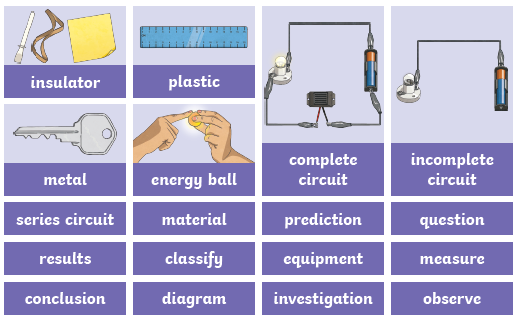 insulator
plastic
metal
energy ball
complete
circuit
incomplete
circuit
series circuit
material
prediction
question
results
classify
equipment
measure
conclusion
diagram
investigation
observe